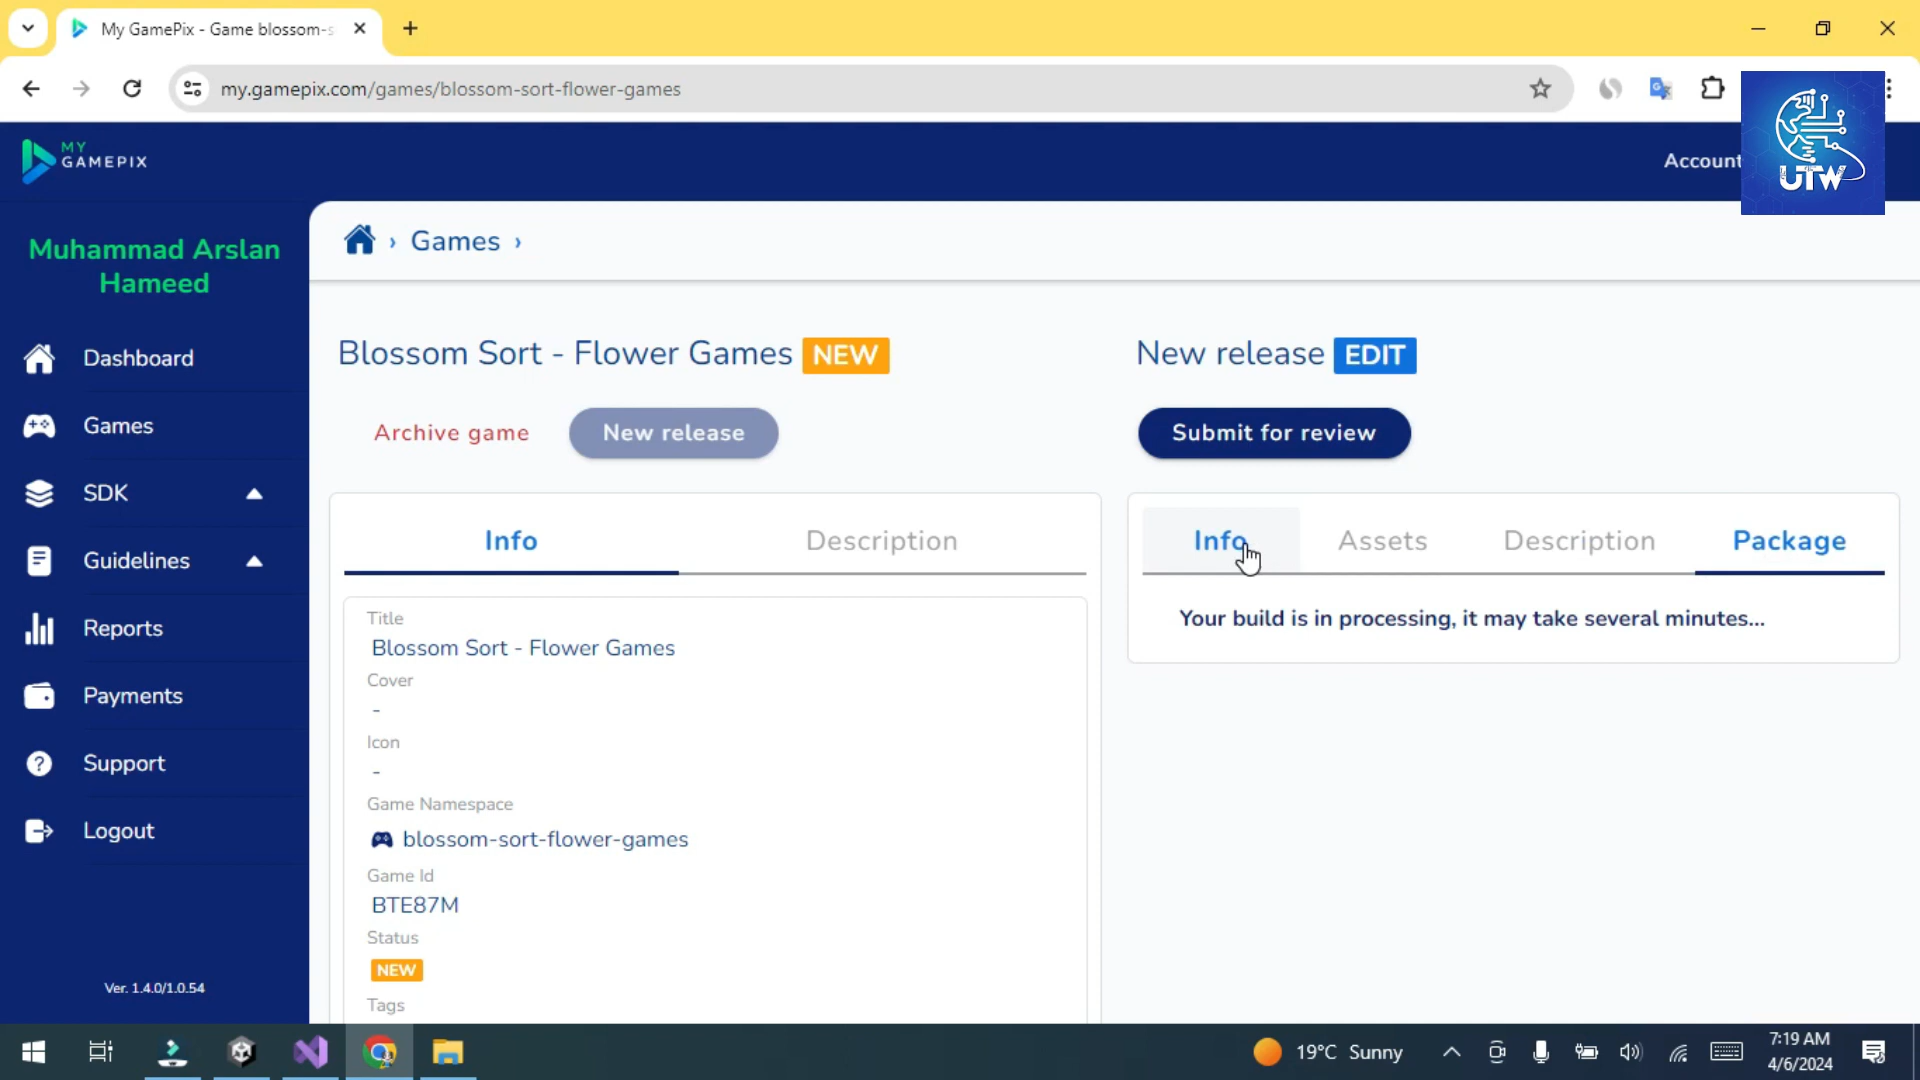 My GamePix - Game blossom-s
my.gamepix.com/games/blossom-sort-flower-games
MY
GAMEPIX
Account
UTW
Muhammad Arslan
Hameed
Dashboard
Games
SDK
Guidelines
Reports
Payments
Support
Logout
Ver. 1.4.0/1.0.54
› Games ›
Blossom Sort - Flower Games NEW
Archive game
New release
Info
Description
Title
Blossom Sort - Flower Games
Cover
-
Icon
-
Game Namespace
blossom-sort-flower-games
Game Id
BTE87M
Status
NEW
Tags
New release EDIT
Submit for review
Info
Assets
Description
Package
Your build is in processing, it may take several minutes...
19°C Sunny
7:19 AM
4/6/2024